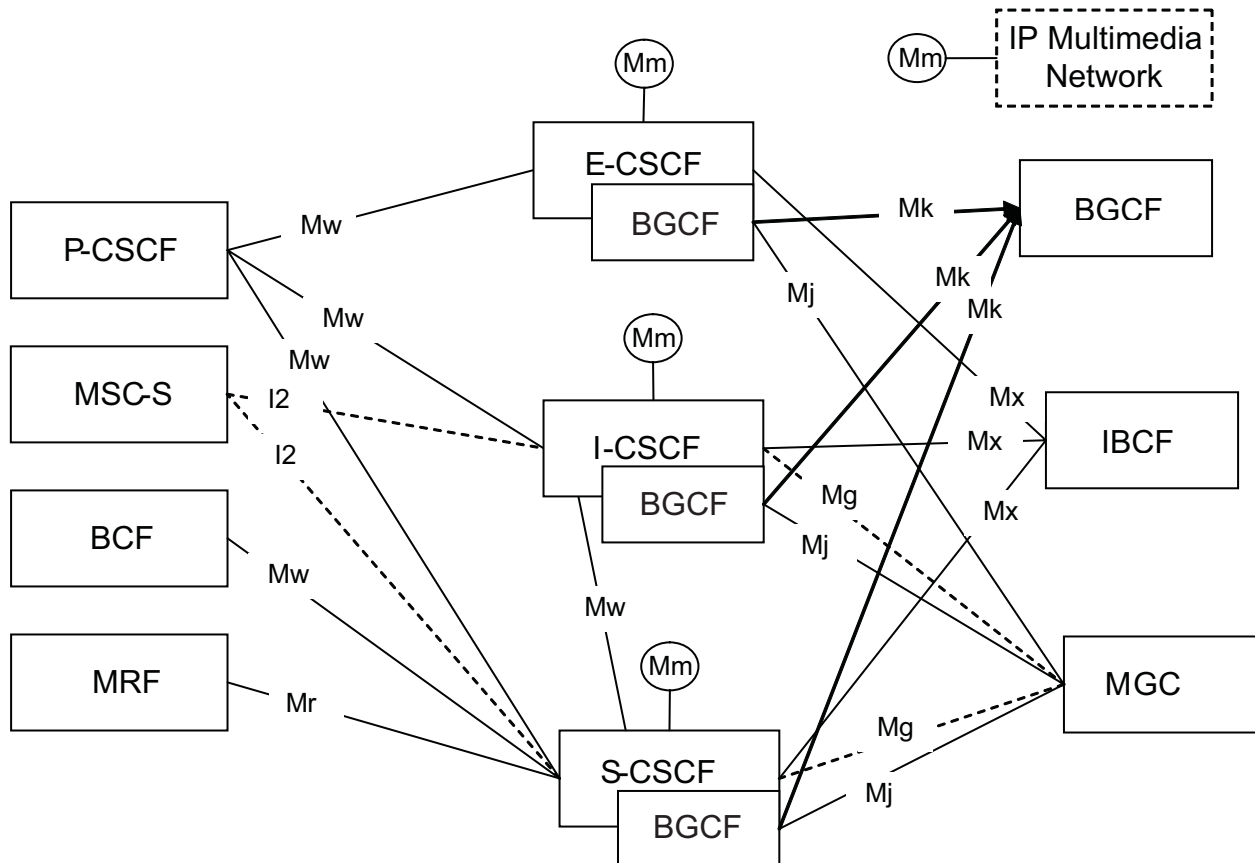 Mm
Mm
IP Multimedia
Network
E-CSCF
BGCF
Mk
BGCF
P-CSCF
Mw
Mw
Mw
Mj
Mk
Mk
Mm
MSC-S
I2
I2
I-CSCF
BGCF
Mx
Mx
Mx
IBCF
Mg
Mj
BCF
Mw
Mw
MRF
Mr
Mm
MGC
S-CSCF
BGCF
Mg
Mj